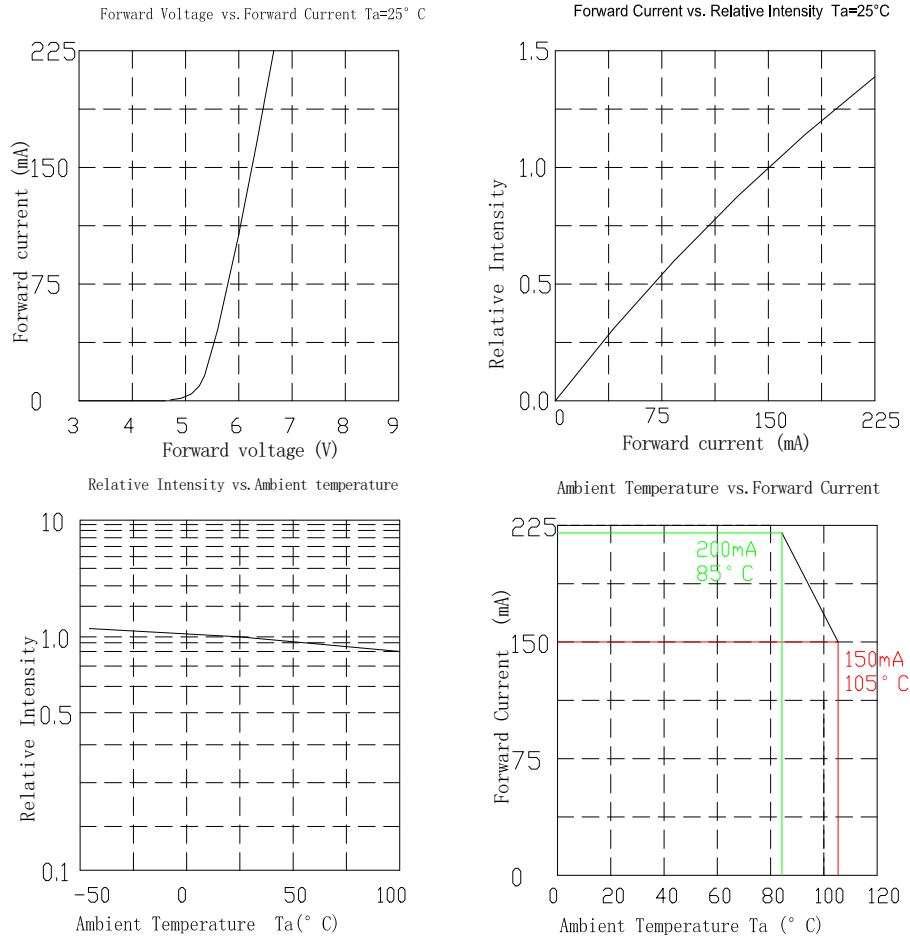 Forward Voltage vs.Forward Current Ta=25° C
225
150
75
0
Forward current (mA)
3 4 5 6 7 8 9
Forward voltage (V)
Forward Current vs. Relative Intensity Ta=25°C
1.5
1.0
0.5
0.0
Relative Intensity
0 75 150 225
Forward current (mA)
Relative Intensity vs.Ambient temperature
10
1.0
0.5
0.1
Relative Intensity
-50 0 50 100
Ambient Temperature Ta(° C)
Ambient Temperature vs.Forward Current
225
150
75
0
Forward Current (mA)
200mA
85° C
150mA
105° C
0 20 40 60 80 100 120
Ambient Temperature Ta (° C)